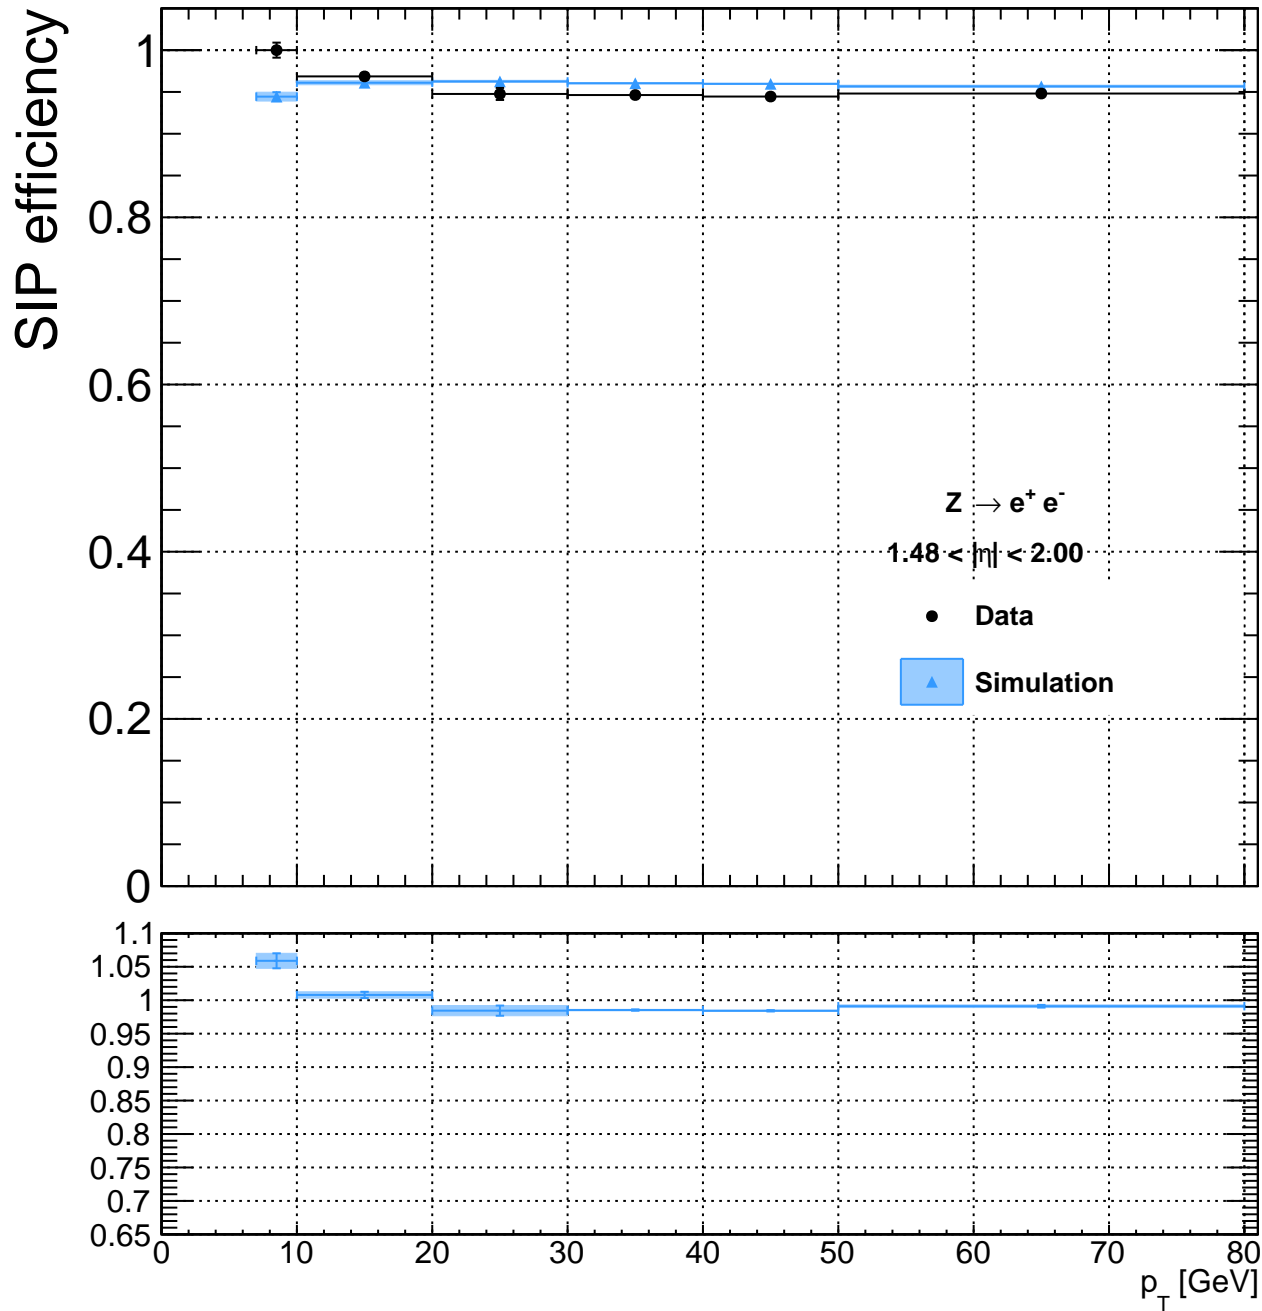 SIP efficiency
1
0.8
0.6
0.4
0.2
0
Z → e⁺ e⁻
1.48 < |η| < 2.00
Data
Simulation
1.1
1.05
1
0.95
0.9
0.85
0.8
0.75
0.7
0.65
0 10 20 30 40 50 60 70 80
p_T [GeV]